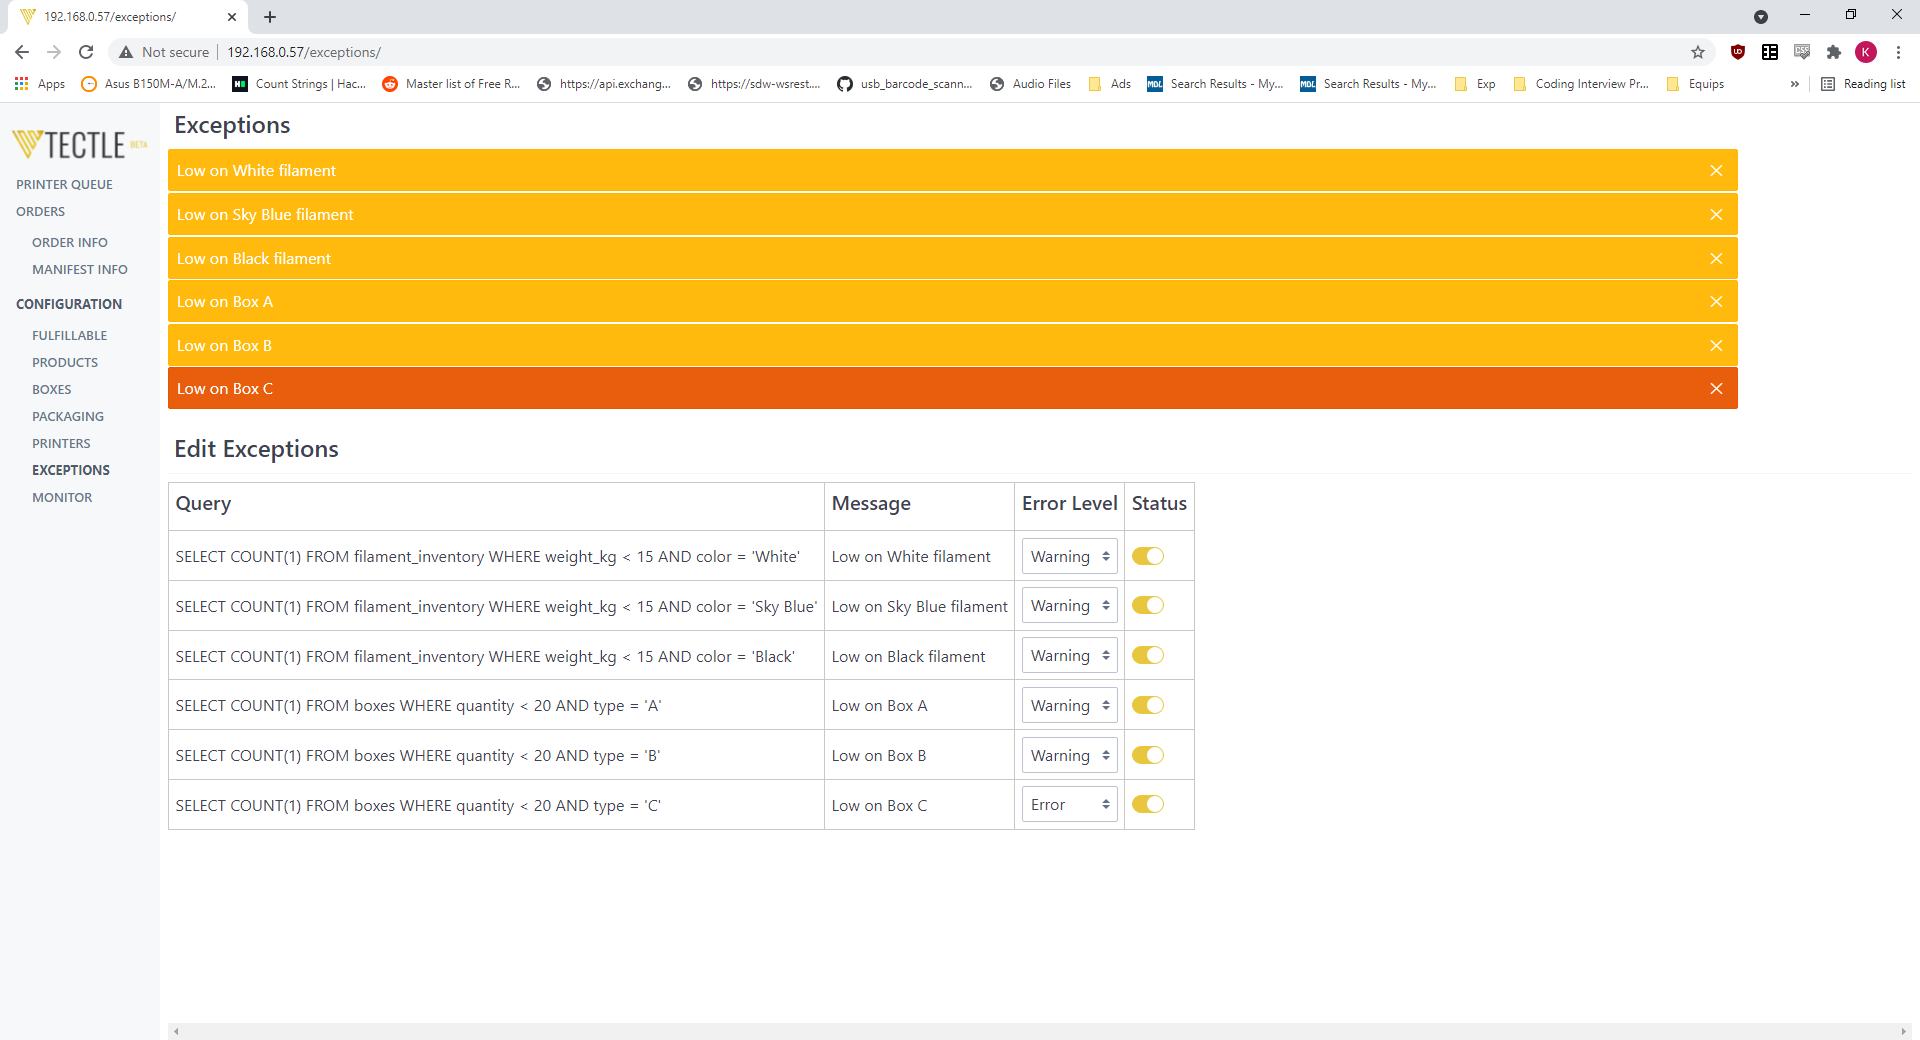 192.168.0.57/exceptions/
Not secure
192.168.0.57/exceptions/
Apps
Asus B150M-A/M.2...
Count Strings | Hac...
Master list of Free R...
https://api.exchang...
https://sdw-wsrest....
usb_barcode_scann...
Audio Files
Ads
Search Results - My...
Search Results - My...
Exp
Coding Interview Pr...
Equips
»
Reading list
K
TECTLE BETA
PRINTER QUEUE
ORDERS
ORDER INFO
MANIFEST INFO
CONFIGURATION
FULFILLABLE
PRODUCTS
BOXES
PACKAGING
PRINTERS
EXCEPTIONS
MONITOR
Exceptions
Low on White filament
Low on Sky Blue filament
Low on Black filament
Low on Box A
Low on Box B
Low on Box C
Edit Exceptions
Query Message Error Level Status
SELECT COUNT(1) FROM filament_inventory WHERE weight_kg < 15 AND color = 'White' Low on White filament Warning
SELECT COUNT(1) FROM filament_inventory WHERE weight_kg < 15 AND color = 'Sky Blue' Low on Sky Blue filament Warning
SELECT COUNT(1) FROM filament_inventory WHERE weight_kg < 15 AND color = 'Black' Low on Black filament Warning
SELECT COUNT(1) FROM boxes WHERE quantity < 20 AND type = 'A' Low on Box A Warning
SELECT COUNT(1) FROM boxes WHERE quantity < 20 AND type = 'B' Low on Box B Warning
SELECT COUNT(1) FROM boxes WHERE quantity < 20 AND type = 'C' Low on Box C Error